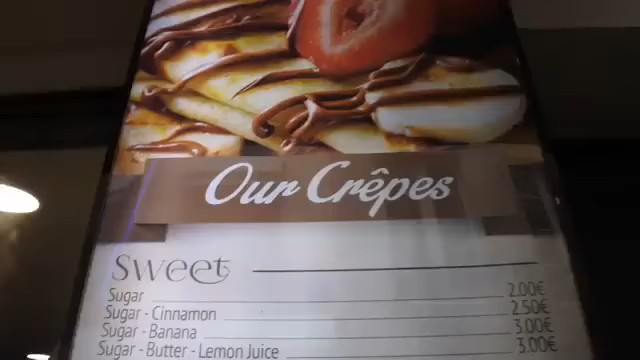 Our Crêpes
Sweet
Sugar 2.00€
Sugar - Cinnamon 2.50€
Sugar - Banana 3.00€
Sugar - Butter - Lemon Juice 3.00€